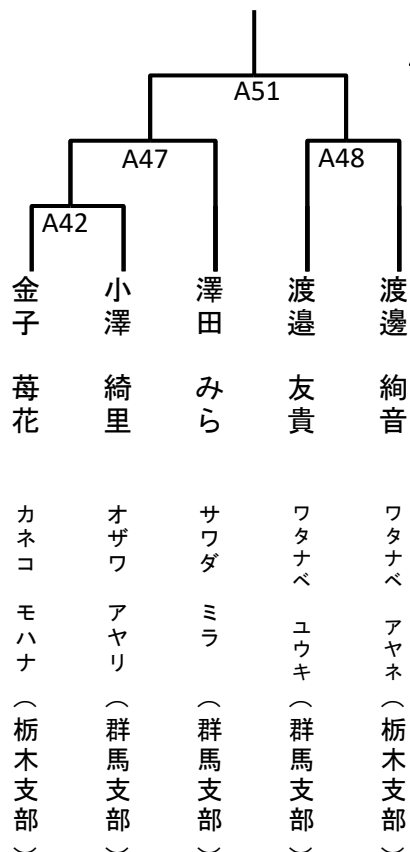 A51
A47
A48
A42
金子 苺花 カネコ モハナ（栃木支部）
小澤 綺里 オザワ アヤリ（群馬支部）
澤田 みら サワダ ミラ（群馬支部）
渡邉 友貴 ワタナベ ユウキ（群馬支部）
渡邊 絢音 ワタナベ アヤネ（栃木支部）